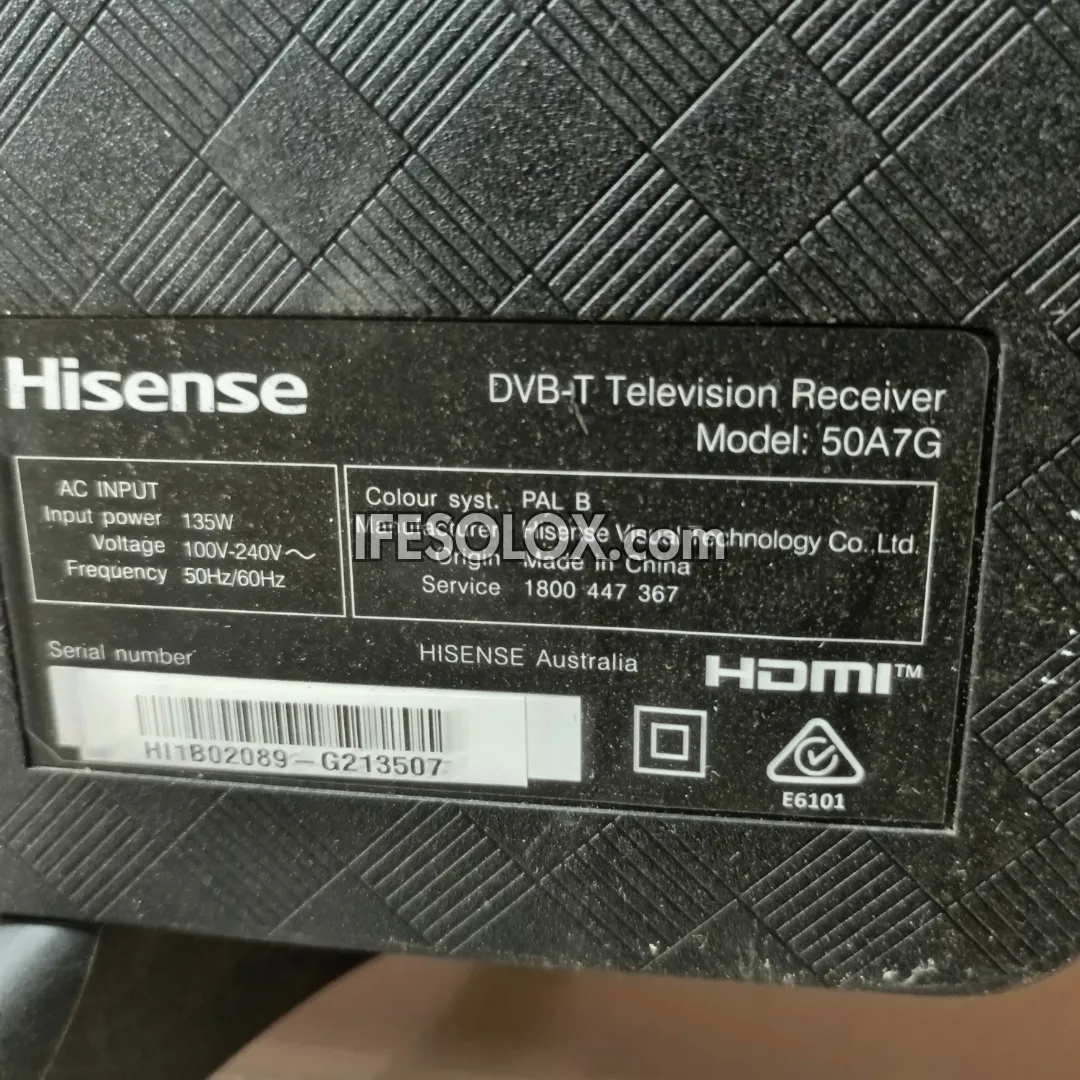 Hisense
DVB-T Television Receiver
Model: 50A7G
AC INPUT
Input power 135W
Voltage 100V-240V～
Frequency 50Hz/60Hz
Colour syst. PAL B
Manufacturer Hisense Visual Technology Co.,Ltd.
IFESOLOX.com
Origin Made in China
Service 1800 447 367
Serial number
HISENSE Australia
HDMI™
HI1B02089-G213507
E6101